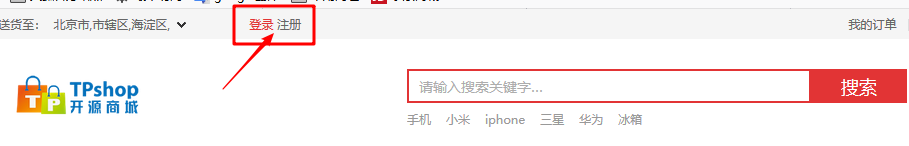 送货至： 北京市,市辖区,海淀区, 登录 注册 我的订单
TPshop
开源商城
请输入搜索关键字... 搜索
手机 小米 iphone 三星 华为 冰箱